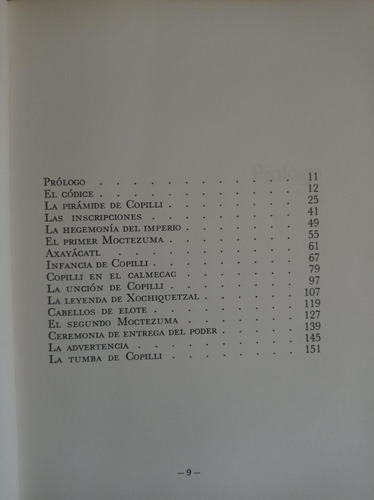 Prólogo . . . . . . . . . . . . . 11
El códice . . . . . . . . . . . . 12
La pirámide de Copilli . . . . . . . . 25
Las inscripciones . . . . . . . . . . 41
La hegemonía del imperio . . . . . . . 49
El primer Moctezuma . . . . . . . . 55
Axayácatl . . . . . . . . . . . . 61
Infancia de Copilli . . . . . . . . . 67
Copilli en el calmecac . . . . . . . . 79
La unción de Copilli . . . . . . . . . 97
La leyenda de Xochiquetzal . . . . . . 107
Cabellos de elote . . . . . . . . . . 119
El segundo Moctezuma . . . . . . . . 127
Ceremonia de entrega del poder . . . . . 139
La advertencia . . . . . . . . . . 145
La tumba de Copilli . . . . . . . . . 151
— 9 —